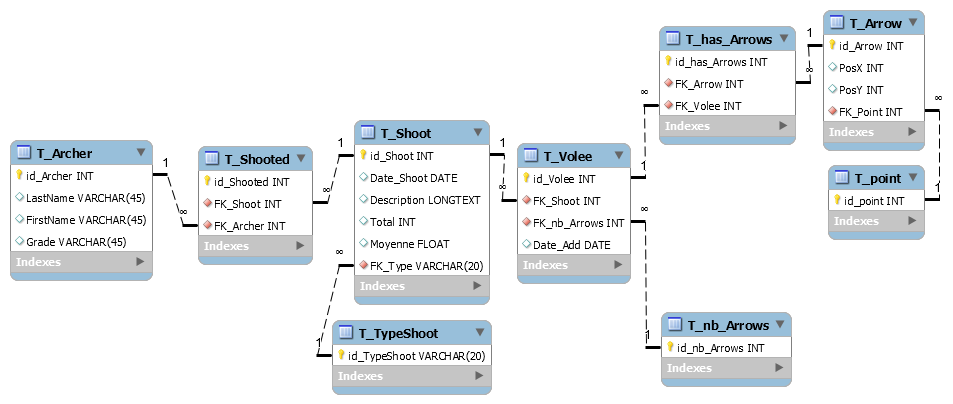 T_Archer
id_Archer INT
LastName VARCHAR(45)
FirstName VARCHAR(45)
Grade VARCHAR(45)
Indexes
1
∞
T_Shooted
id_Shooted INT
FK_Shoot INT
FK_Archer INT
Indexes
1
∞
T_Shoot
id_Shoot INT
Date_Shoot DATE
Description LONGTEXT
Total INT
Moyenne FLOAT
FK_Type VARCHAR(20)
Indexes
∞
1
T_TypeShoot
id_TypeShoot VARCHAR(20)
Indexes
1
∞
T_Volee
id_Volee INT
FK_Shoot INT
FK_nb_Arrows INT
Date_Add DATE
Indexes
∞
1
∞
1
T_has_Arrows
id_has_Arrows INT
FK_Arrow INT
FK_Volee INT
Indexes
1
∞
T_Arrow
id_Arrow INT
PosX INT
PosY INT
FK_Point INT
Indexes
∞
1
T_point
id_point INT
Indexes
T_nb_Arrows
id_nb_Arrows INT
Indexes